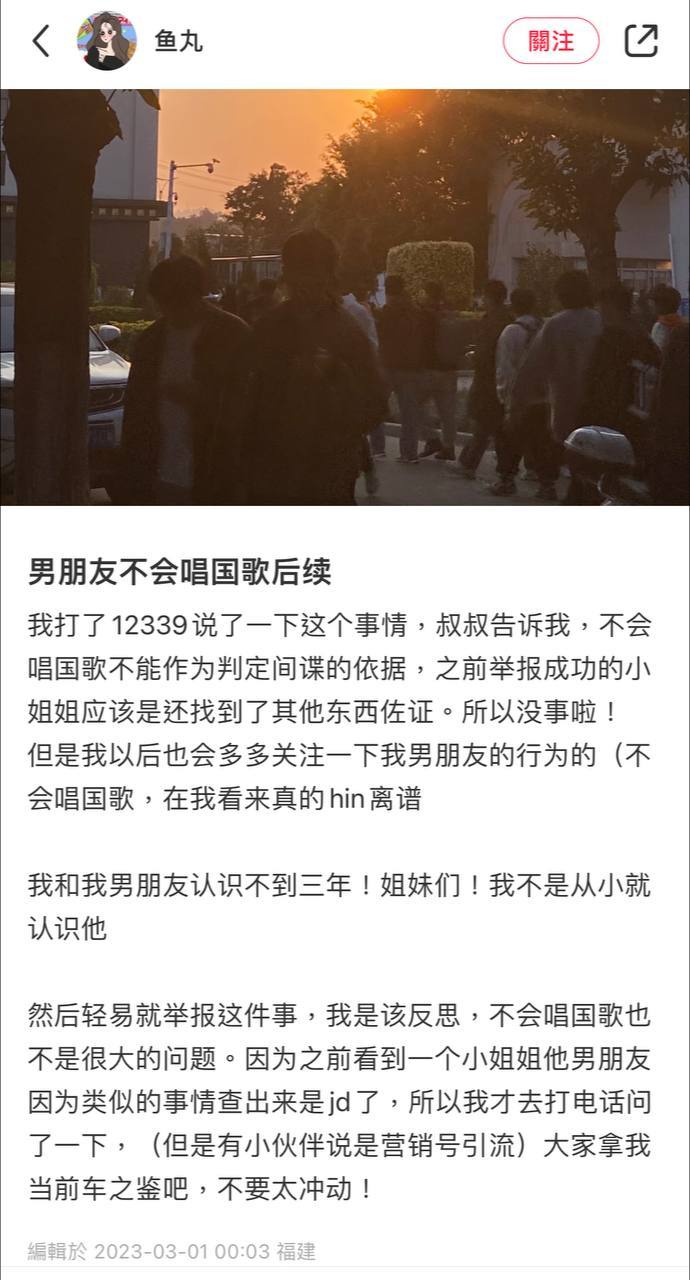 鱼丸
關注
男朋友不会唱国歌后续
我打了12339说了一下这个事情，叔叔告诉我，不会
唱国歌不能作为判定间谍的依据，之前举报成功的小
姐姐应该是还找到了其他东西佐证。所以没事啦！
但是我以后也会多多关注一下我男朋友的行为的（不
会唱国歌，在我看来真的hin离谱
我和我男朋友认识不到三年！姐妹们！我不是从小就
认识他
然后轻易就举报这件事，我是该反思，不会唱国歌也
不是很大的问题。因为之前看到一个小姐姐他男朋友
因为类似的事情查出来是jd了，所以我才去打电话问
了一下，（但是有小伙伴说是营销号引流）大家拿我
当前车之鉴吧，不要太冲动！
編輯於 2023-03-01 00:03 福建